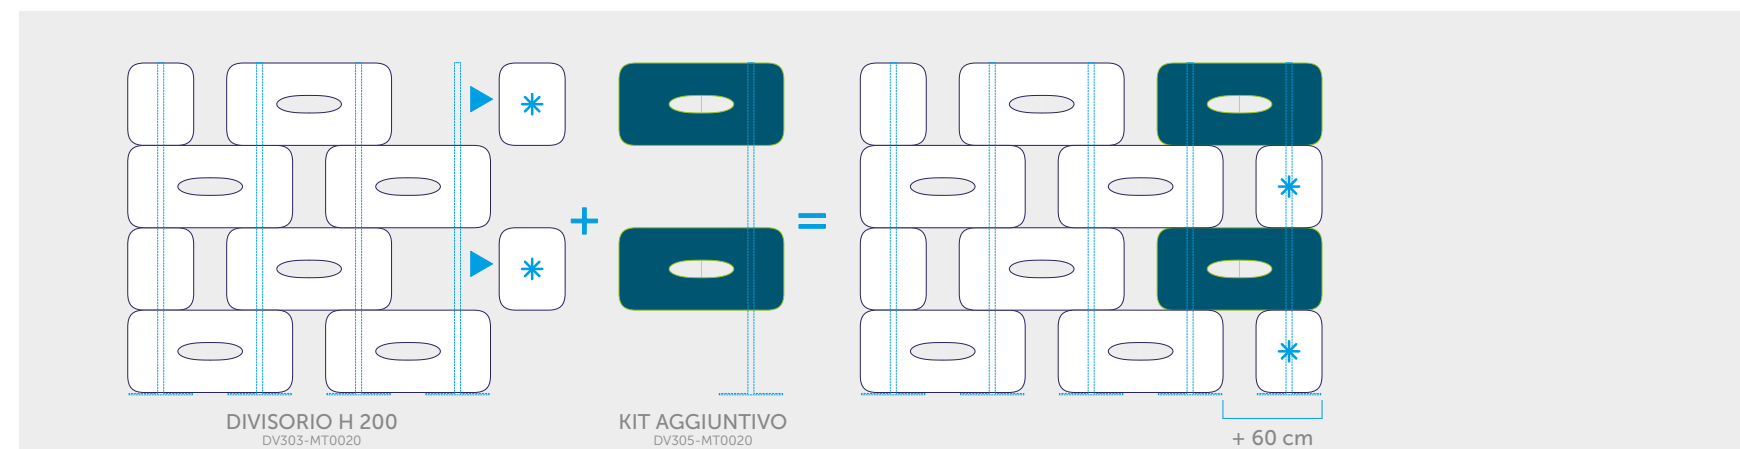 +
=
DIVISORIO H 200
DV303-MT0020
KIT AGGIUNTIVO
DV305-MT0020
+ 60 cm